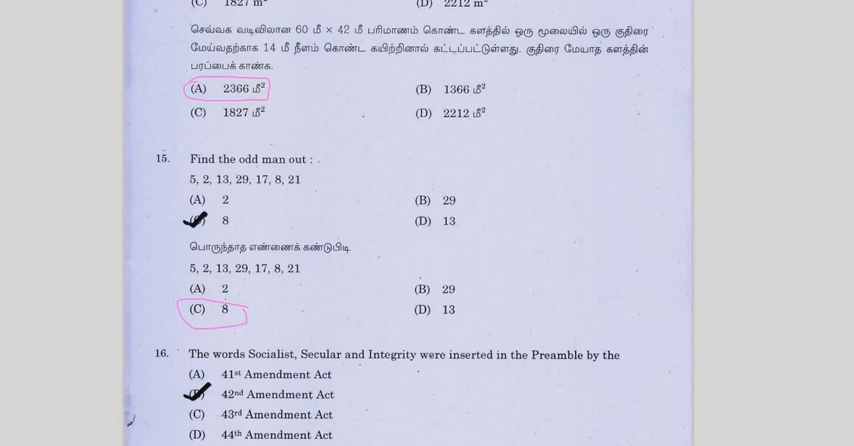 (C) 1827 m² (D) 2212 m²
செவ்வக வடிவிலான 60 மீ × 42 மீ பரிமாணம் கொண்ட களத்தில் ஒரு மூலையில் ஒரு குதிரை
மேய்வதற்காக 14 மீ நீளம் கொண்ட கயிற்றினால் கட்டப்பட்டுள்ளது. குதிரை மேயாத களத்தின்
பரப்பைக் காண்க.
(A) 2366 மீ² (B) 1366 மீ²
(C) 1827 மீ² (D) 2212 மீ²
15. Find the odd man out :
5, 2, 13, 29, 17, 8, 21
(A) 2 (B) 29
8 (D) 13
பொருந்தாத எண்ணைக் கண்டுபிடி.
5, 2, 13, 29, 17, 8, 21
(A) 2 (B) 29
(C) 8 (D) 13
16. The words Socialist, Secular and Integrity were inserted in the Preamble by the
(A) 41st Amendment Act
42nd Amendment Act
(C) 43rd Amendment Act
(D) 44th Amendment Act